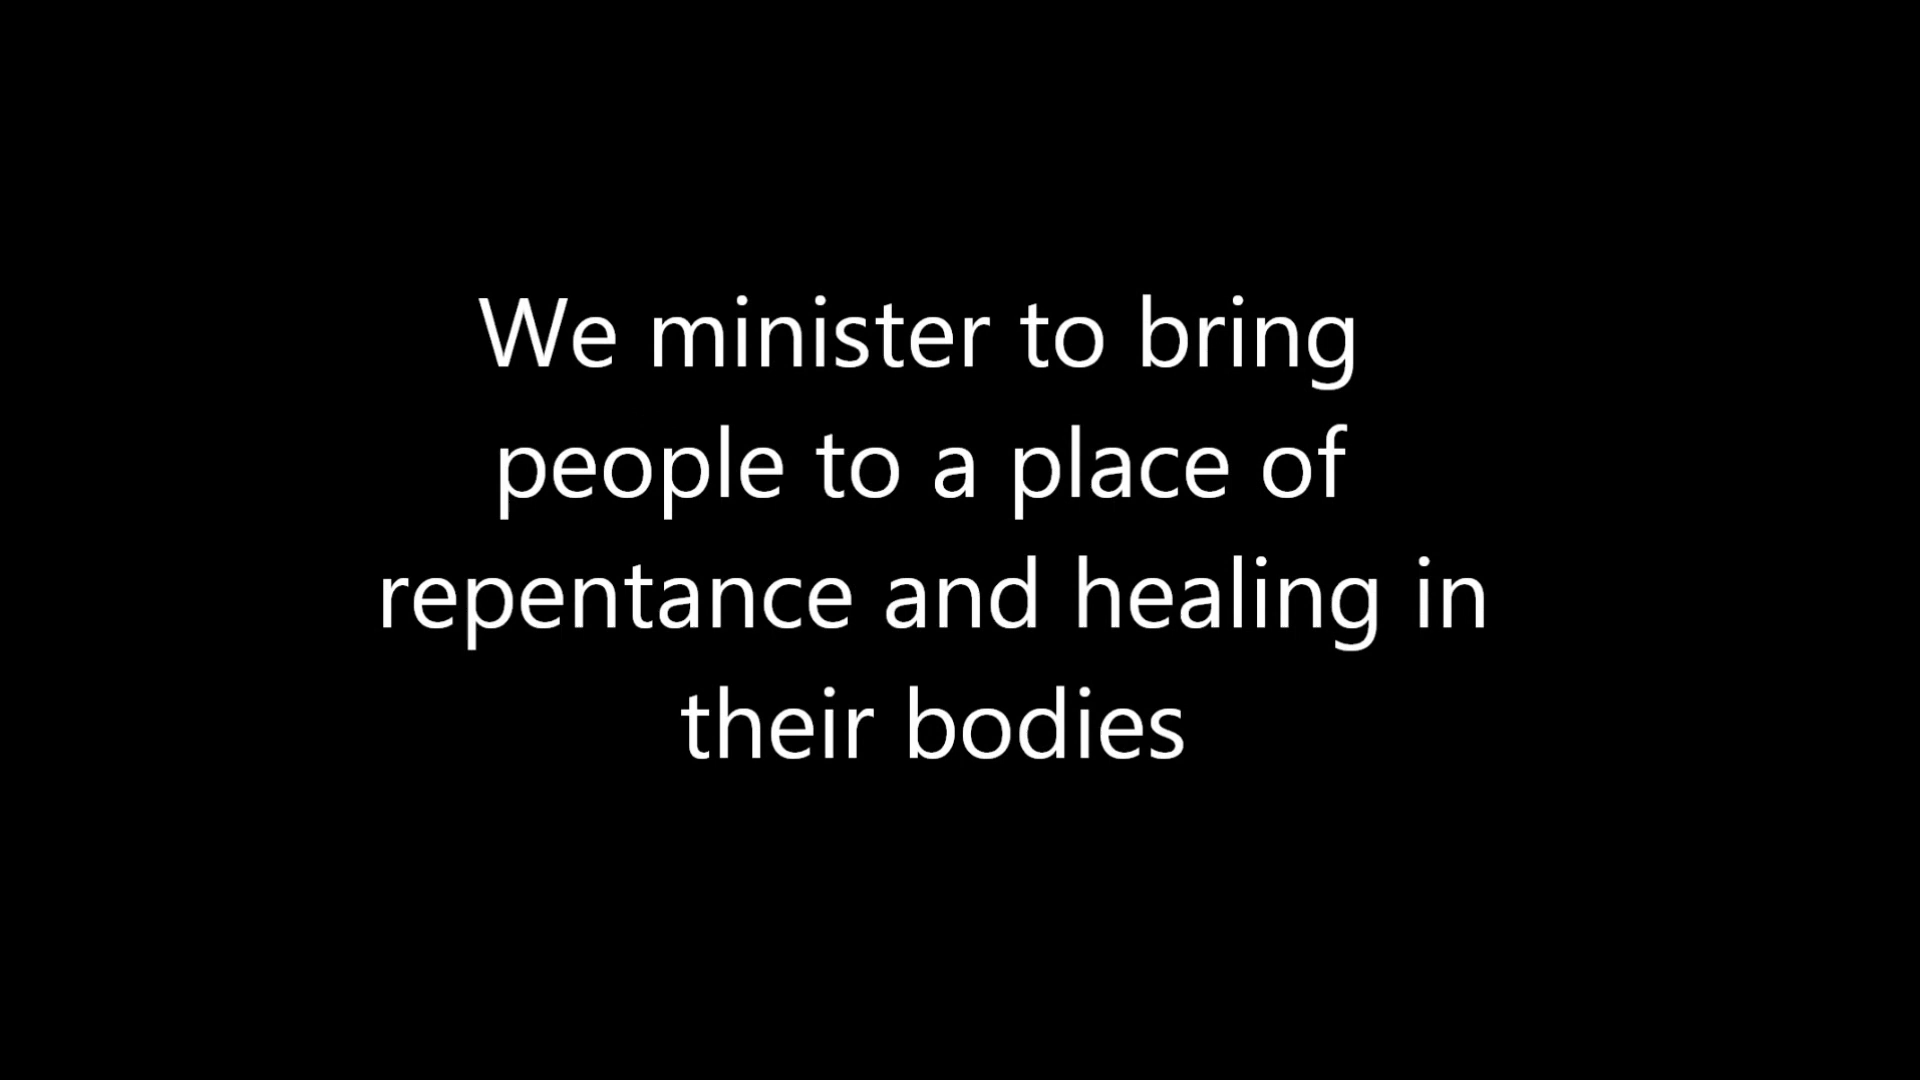 We minister to bring
people to a place of
repentance and healing in
their bodies